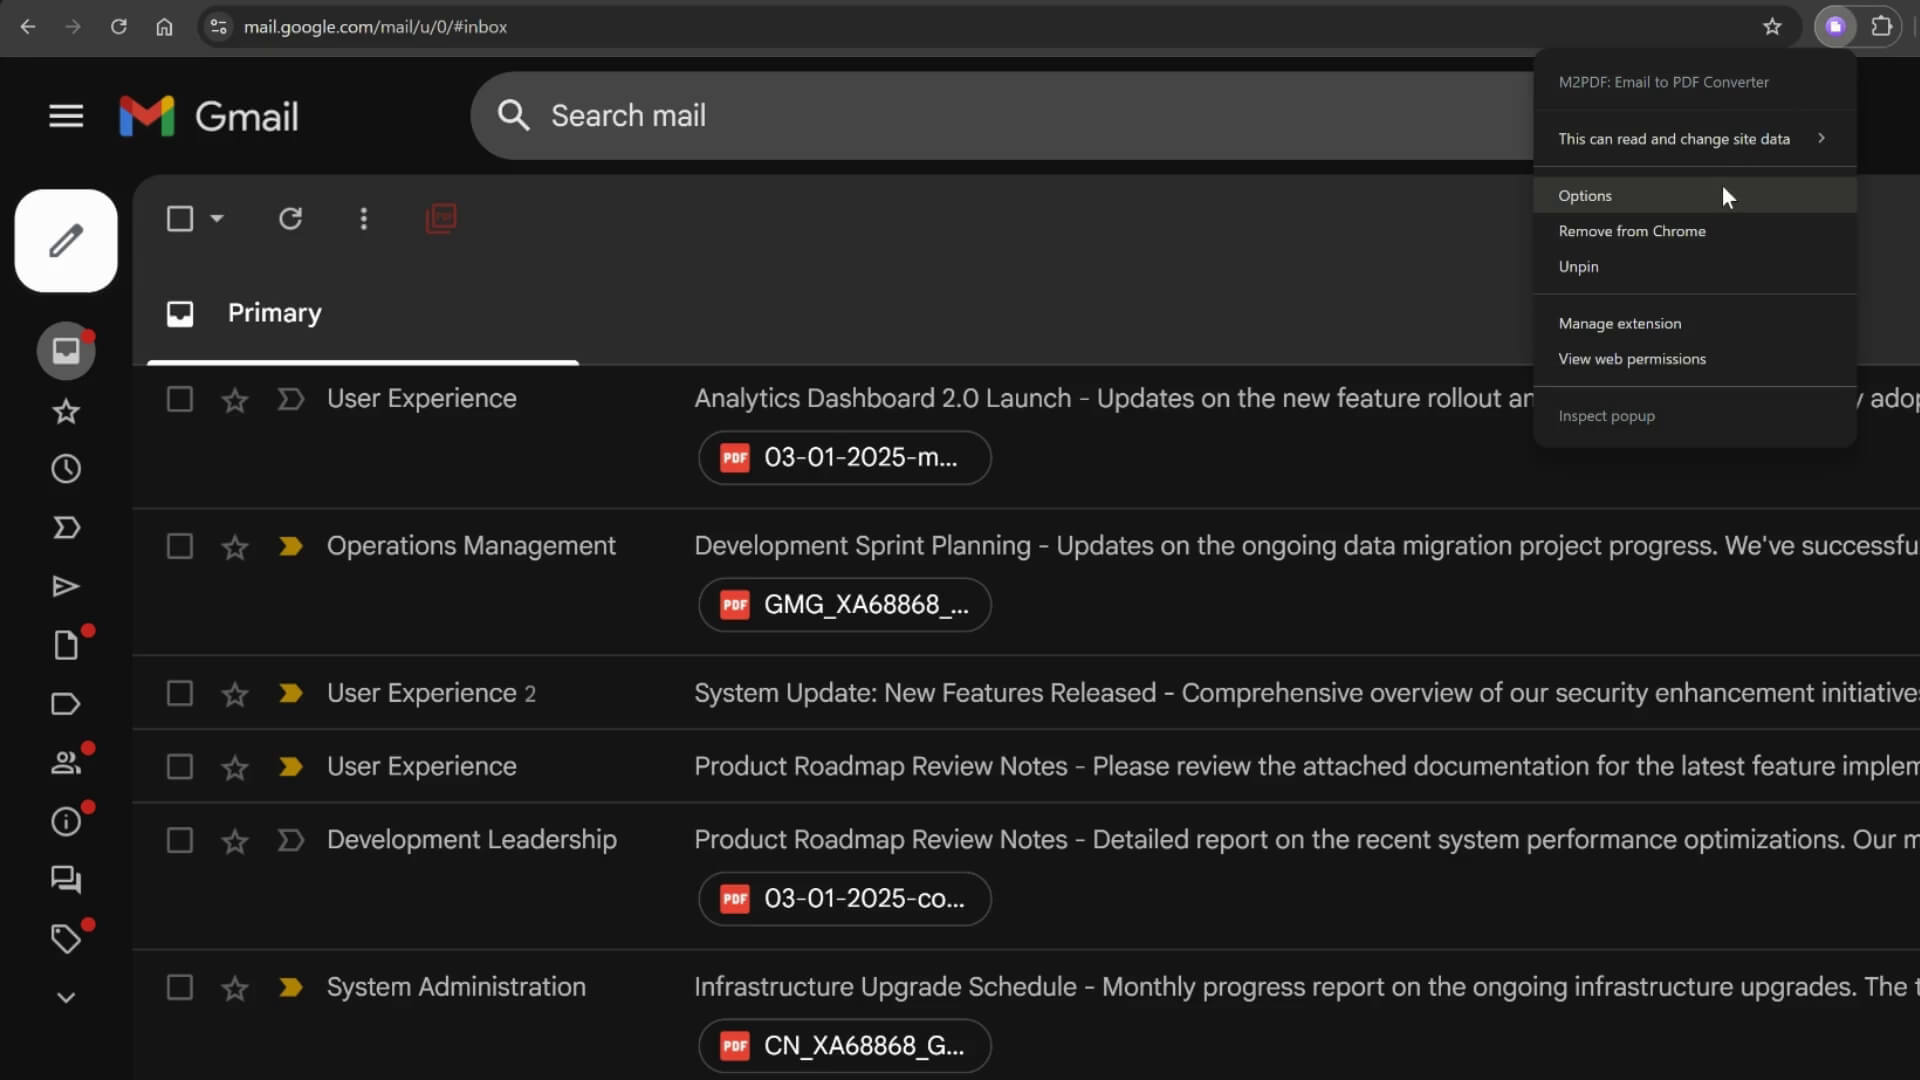 mail.google.com/mail/u/0/#inbox
M2PDF: Email to PDF Converter
This can read and change site data
Options
Remove from Chrome
Unpin
Manage extension
View web permissions
Inspect popup
Gmail
Search mail
PDF
Primary
User Experience Analytics Dashboard 2.0 Launch - Updates on the new feature rollout
PDF 03-01-2025-m...
Operations Management Development Sprint Planning - Updates on the ongoing data migration project progress. We've
PDF GMG_XA68868_...
User Experience 2 System Update: New Features Released - Comprehensive overview of our security enhancement
User Experience Product Roadmap Review Notes - Please review the attached documentation for the latest feature
Development Leadership Product Roadmap Review Notes - Detailed report on the recent system performance optimizations. Our
PDF 03-01-2025-co...
System Administration Infrastructure Upgrade Schedule - Monthly progress report on the ongoing infrastructure upgrades. The
PDF CN_XA68868_G...